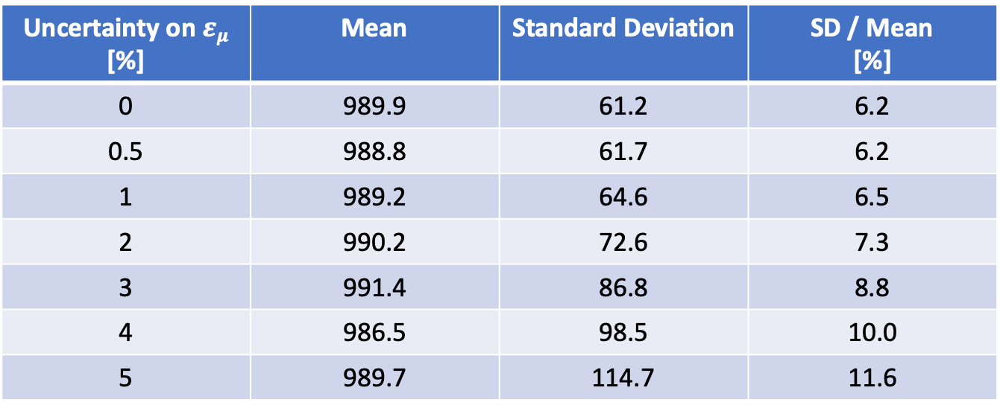 Uncertainty on εμ Mean Standard Deviation SD / Mean
[%] [%]
0 989.9 61.2 6.2
0.5 988.8 61.7 6.2
1 989.2 64.6 6.5
2 990.2 72.6 7.3
3 991.4 86.8 8.8
4 986.5 98.5 10.0
5 989.7 114.7 11.6